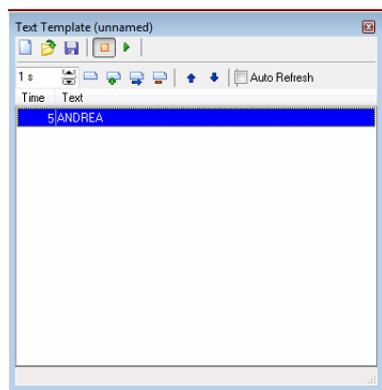 Text Template (unnamed)
1 s Auto Refresh
Time Text
5 ANDREA